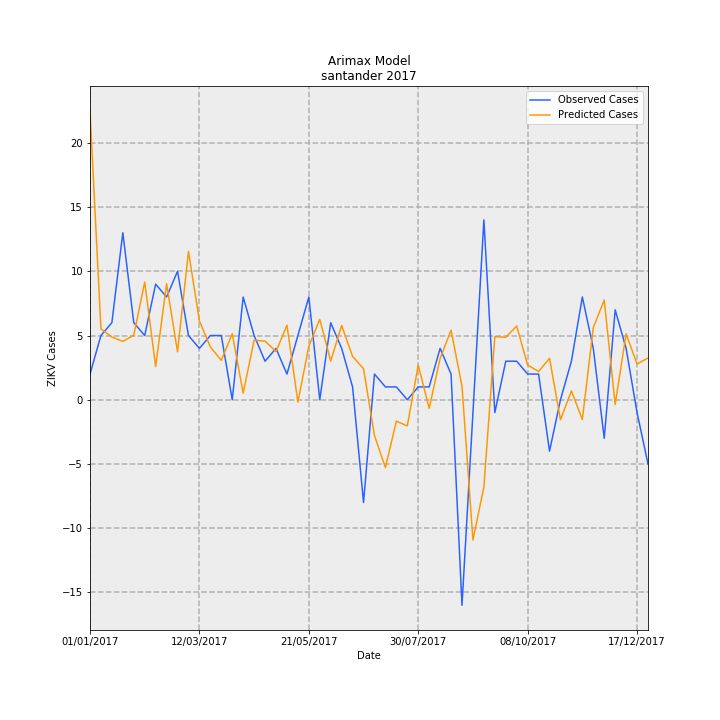 Arimax Model
santander 2017
Observed Cases
Predicted Cases
ZIKV Cases
20
15
10
5
0
−5
−10
−15
01/01/2017 12/03/2017 21/05/2017 30/07/2017 08/10/2017 17/12/2017
Date